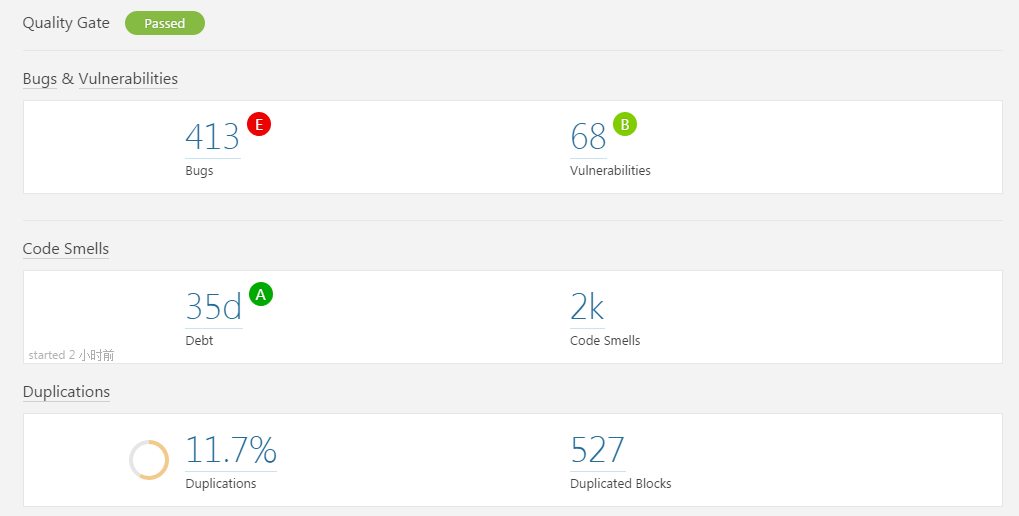 Quality Gate Passed
Bugs & Vulnerabilities
413 E 68 B
Bugs Vulnerabilities
Code Smells
35d A 2k
Debt Code Smells
started 2 小时前
Duplications
11.7% 527
Duplications Duplicated Blocks